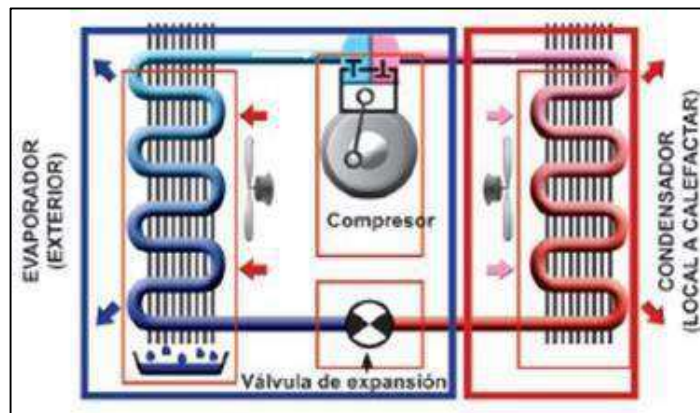 EVAPORADOR
(EXTERIOR)
Compresor
Válvula de expansión
CONDENSADOR
(LOCAL A CALEFACTAR)